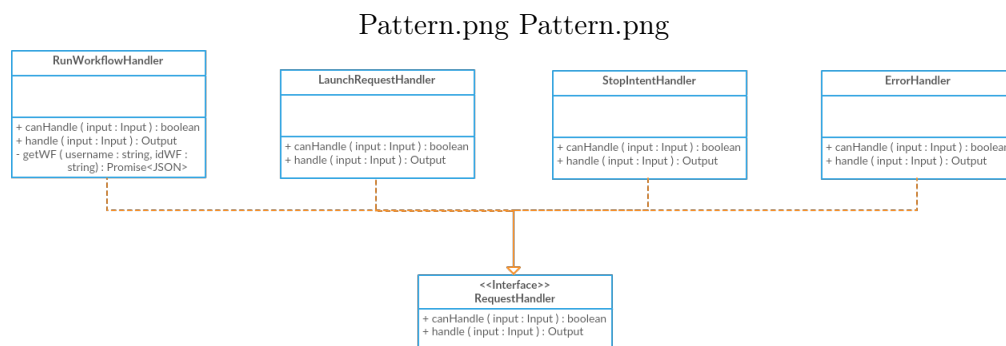 Pattern.png Pattern.png
RunWorkflowHandler
+ canHandle ( input : Input ) : boolean
+ handle ( input : Input ) : Output
- getWF ( username : string, idWF :
string) : Promise<JSON>
LaunchRequestHandler
+ canHandle ( input : Input ) : boolean
+ handle ( input : Input ) : Output
StopIntentHandler
+ canHandle ( input : Input ) : boolean
+ handle ( input : Input ) : Output
ErrorHandler
+ canHandle ( input : Input ) : boolean
+ handle ( input : Input ) : Output
<<Interface>>
RequestHandler
+ canHandle ( input : Input ) : boolean
+ handle ( input : Input ) : Output